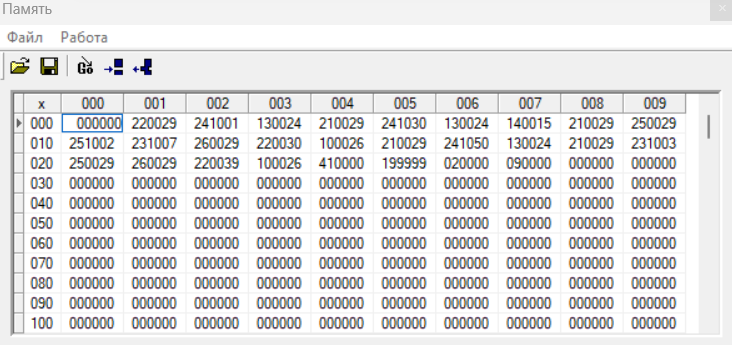 Память
Файл Работа
Go
x 000 001 002 003 004 005 006 007 008 009
000 000000 220029 241001 130024 210029 241030 130024 140015 210029 250029
010 251002 231007 260029 220030 100026 210029 241050 130024 210029 231003
020 250029 260029 220039 100026 410000 199999 020000 090000 000000 000000
030 000000 000000 000000 000000 000000 000000 000000 000000 000000 000000
040 000000 000000 000000 000000 000000 000000 000000 000000 000000 000000
050 000000 000000 000000 000000 000000 000000 000000 000000 000000 000000
060 000000 000000 000000 000000 000000 000000 000000 000000 000000 000000
070 000000 000000 000000 000000 000000 000000 000000 000000 000000 000000
080 000000 000000 000000 000000 000000 000000 000000 000000 000000 000000
090 000000 000000 000000 000000 000000 000000 000000 000000 000000 000000
100 000000 000000 000000 000000 000000 000000 000000 000000 000000 000000